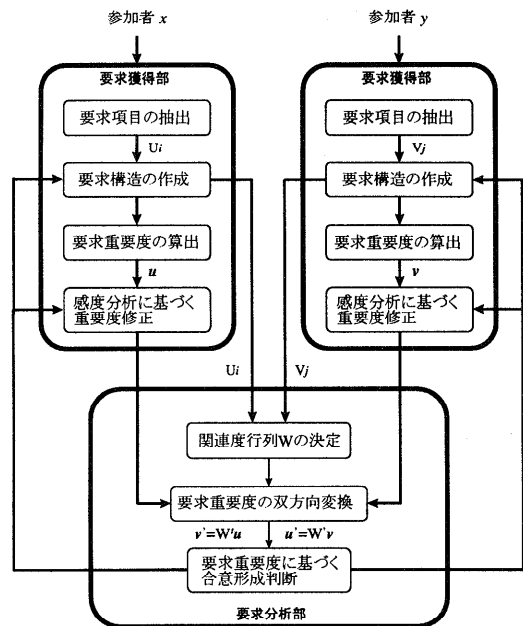 参加者 x
参加者 y
要求獲得部
要求項目の抽出
Ui
要求構造の作成
要求重要度の算出
u
感度分析に基づく
重要度修正
要求獲得部
要求項目の抽出
Vj
要求構造の作成
要求重要度の算出
v
感度分析に基づく
重要度修正
Ui
Vj
関連度行列Wの決定
要求重要度の双方向変換
v'=Wᵗu
u'=W'v
要求重要度に基づく
合意形成判断
要求分析部